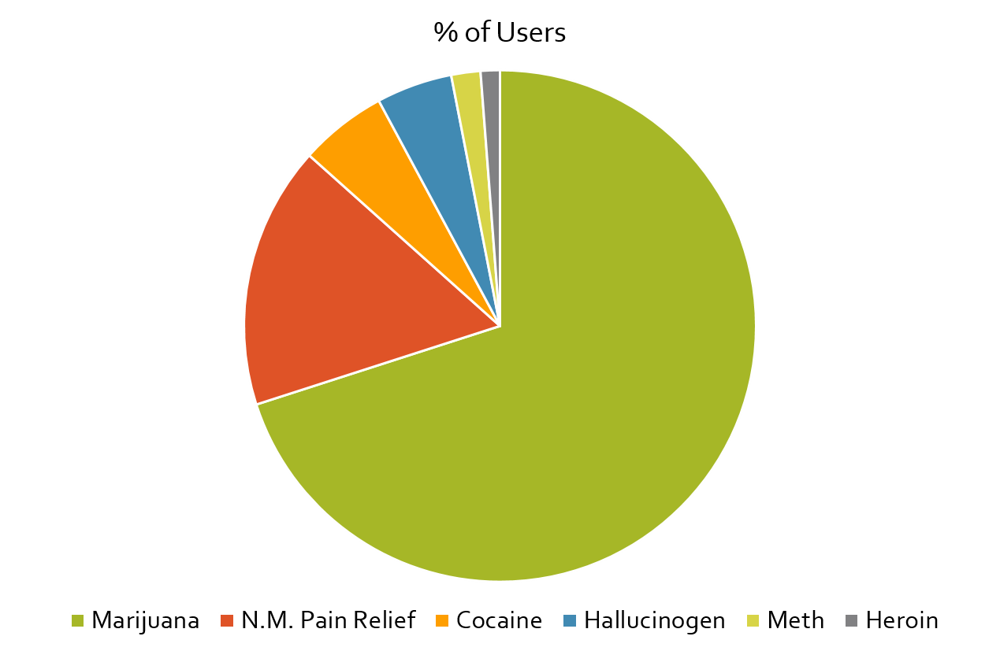 % of Users
Marijuana N.M. Pain Relief Cocaine Hallucinogen Meth Heroin